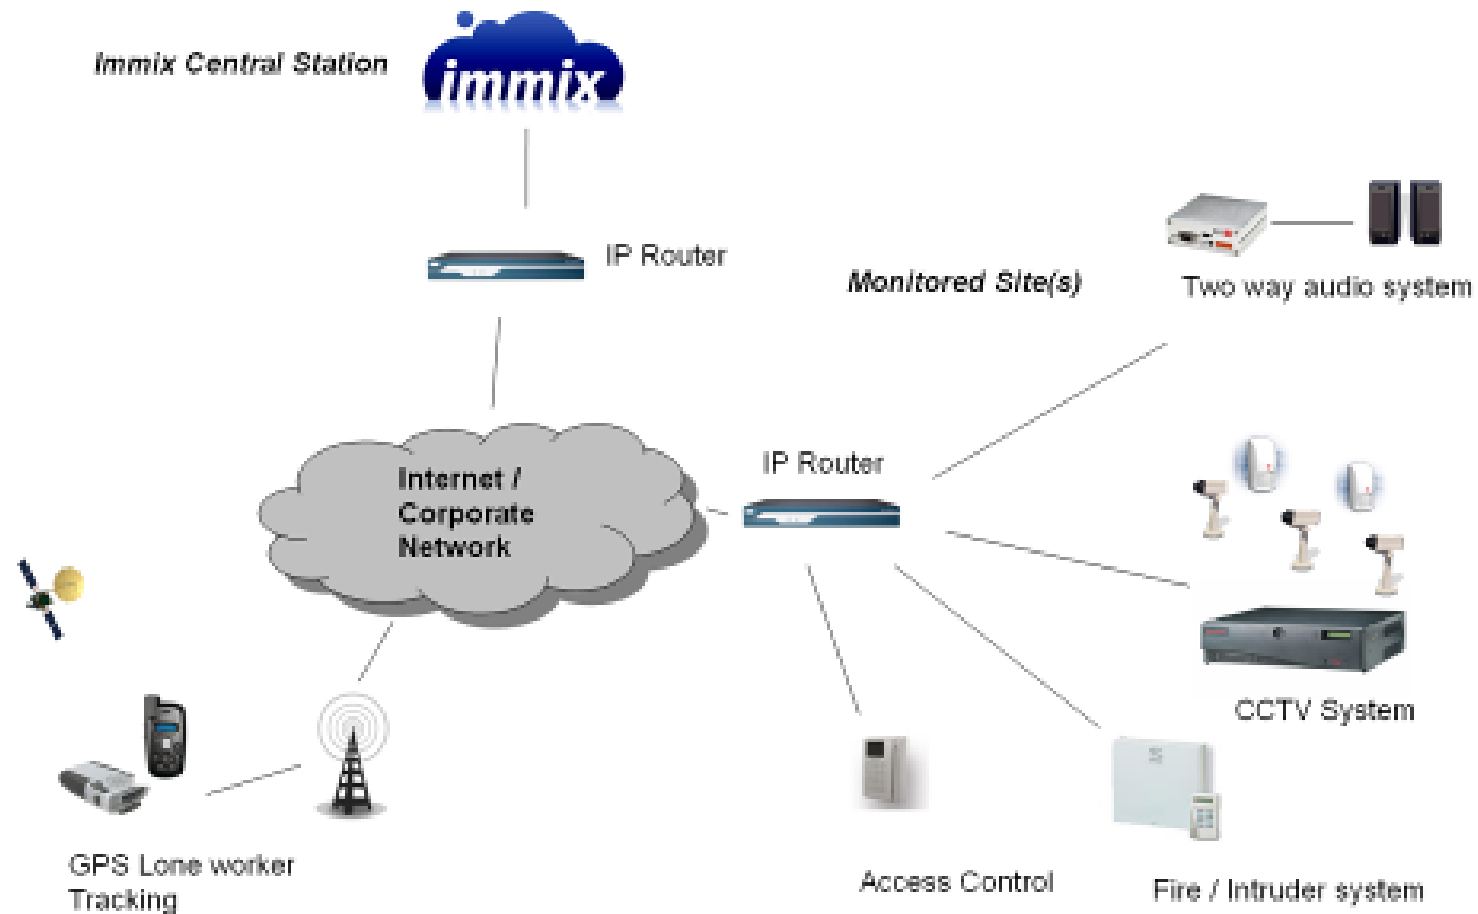 Immix Central Station
immix
IP Router
Monitored Site(s)
Two way audio system
IP Router
Internet /
Corporate
Network
CCTV System
GPS Lone worker
Tracking
Access Control
Fire / Intruder system